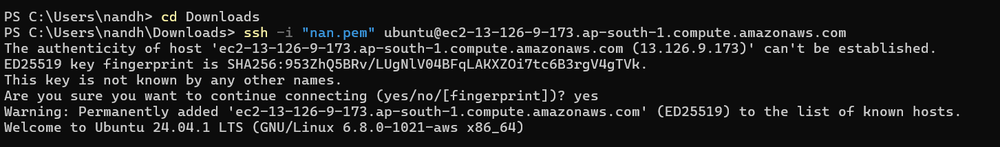 PS C:\Users\nandh> cd Downloads
PS C:\Users\nandh\Downloads> ssh -i "nan.pem" ubuntu@ec2-13-126-9-173.ap-south-1.compute.amazonaws.com
The authenticity of host 'ec2-13-126-9-173.ap-south-1.compute.amazonaws.com (13.126.9.173)' can't be established.
ED25519 key fingerprint is SHA256:953ZhQ5BRv/LUgNlV04BFqLAKXZOi7tc6B3rgV4gTVk.
This key is not known by any other names.
Are you sure you want to continue connecting (yes/no/[fingerprint])? yes
Warning: Permanently added 'ec2-13-126-9-173.ap-south-1.compute.amazonaws.com' (ED25519) to the list of known hosts.
Welcome to Ubuntu 24.04.1 LTS (GNU/Linux 6.8.0-1021-aws x86_64)